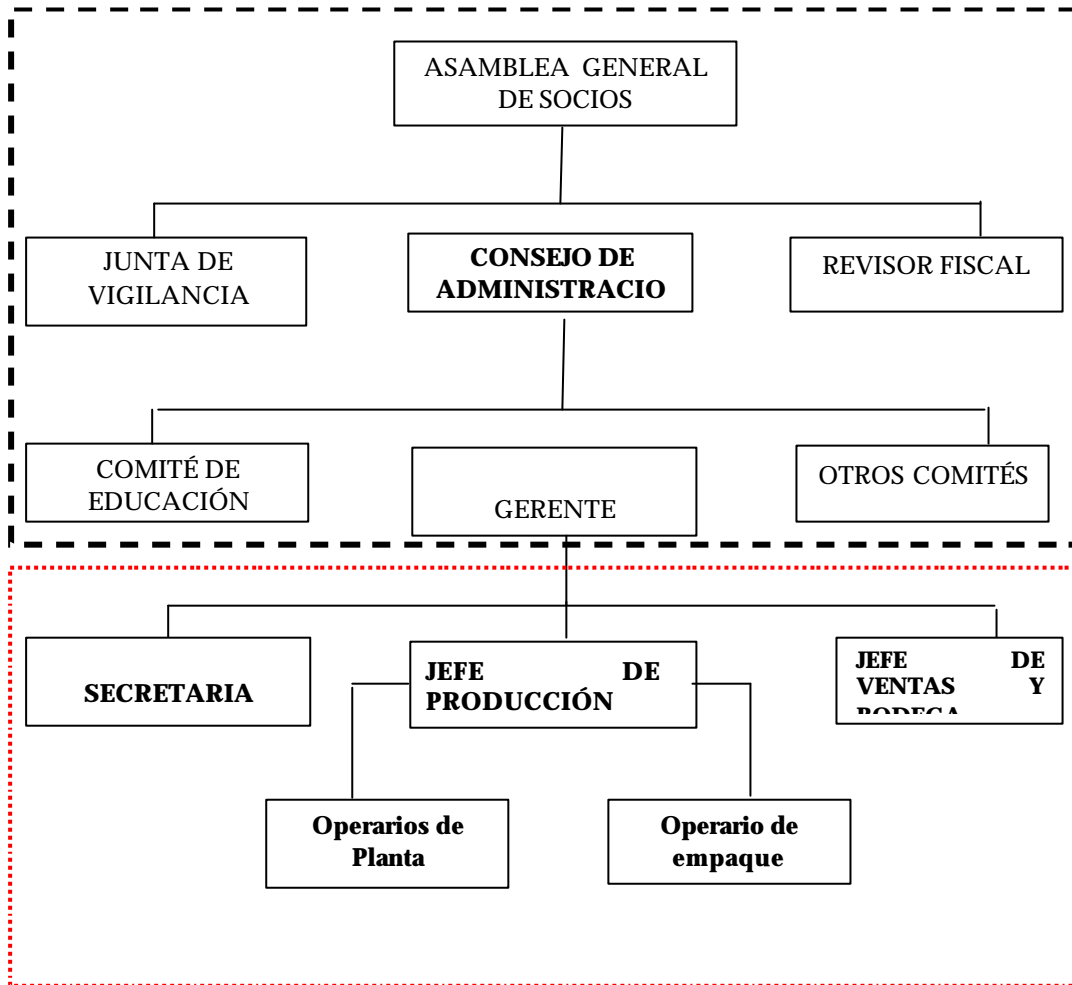 ASAMBLEA GENERAL
DE SOCIOS
JUNTA DE
VIGILANCIA
CONSEJO DE
ADMINISTRACIO
REVISOR FISCAL
COMITÉ DE
EDUCACIÓN
GERENTE
OTROS COMITÉS
SECRETARIA
JEFE DE
PRODUCCIÓN
JEFE DE
VENTAS Y
BODEGA
Operarios de
Planta
Operario de
empaque